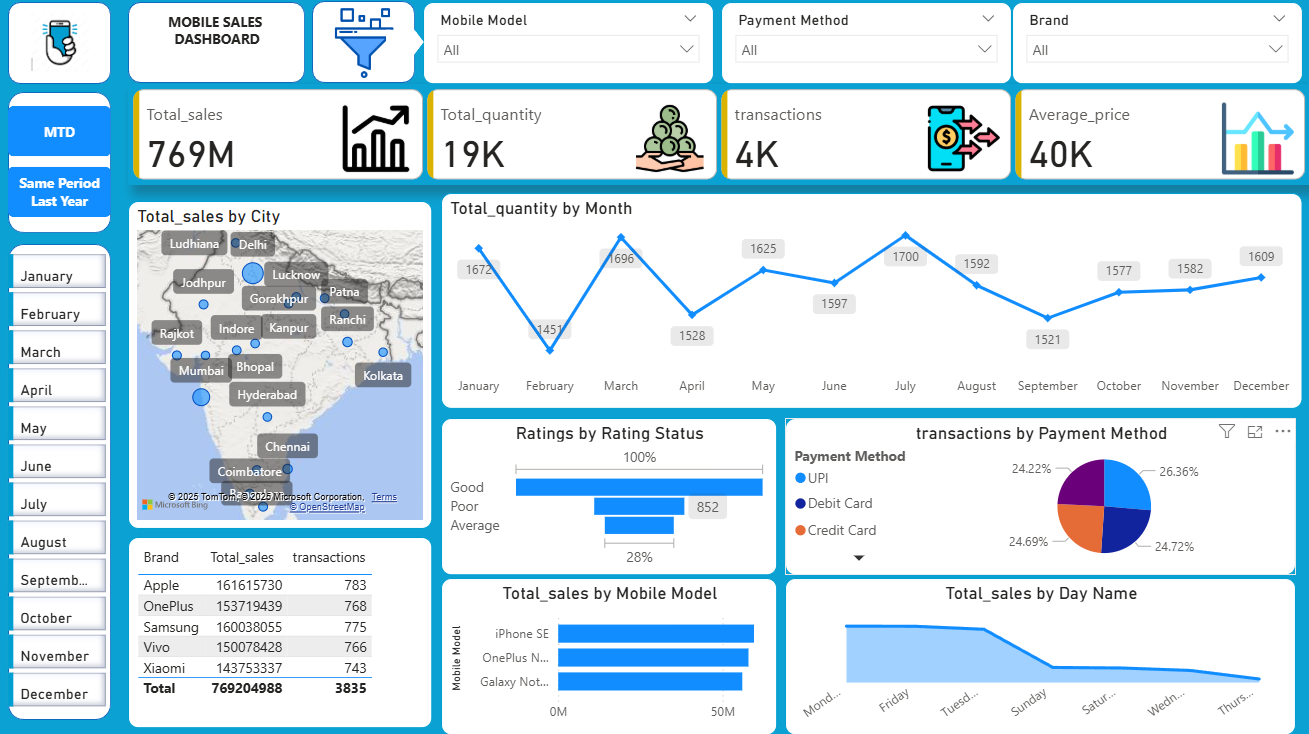 MOBILE SALES
DASHBOARD
Mobile Model
All
Payment Method
All
Brand
All
MTD
Same Period
Last Year
Total_sales
769M
Total_quantity
19K
transactions
4K
Average_price
40K
January
February
March
April
May
June
July
August
Septemb...
October
November
December
Total_sales by City
Ludhiana
Delhi
Jodhpur
Lucknow
Gorakhpur
Patna
Rajkot
Indore
Kanpur
Ranchi
Mumbai
Bhopal
Kolkata
Hyderabad
Chennai
Coimbatore
© 2025 TomTom, © 2025 Microsoft Corporation, Terms
Microsoft Bing
© OpenStreetMap
Total_quantity by Month
1672
1451
1696
1528
1625
1597
1700
1592
1521
1577
1582
1609
January
February
March
April
May
June
July
August
September
October
November
December
Ratings by Rating Status
100%
Good
Poor
852
Average
28%
transactions by Payment Method
Payment Method
UPI
Debit Card
Credit Card
24.22%
26.36%
24.69%
24.72%
Brand Total_sales transactions
Apple 161615730 783
OnePlus 153719439 768
Samsung 160038055 775
Vivo 150078428 766
Xiaomi 143753337 743
Total 769204988 3835
Total_sales by Mobile Model
Mobile Model
iPhone SE
OnePlus N...
Galaxy Not...
0M
50M
Total_sales by Day Name
Mond...
Friday
Tuesd...
Sunday
Satur...
Wedn...
Thurs...